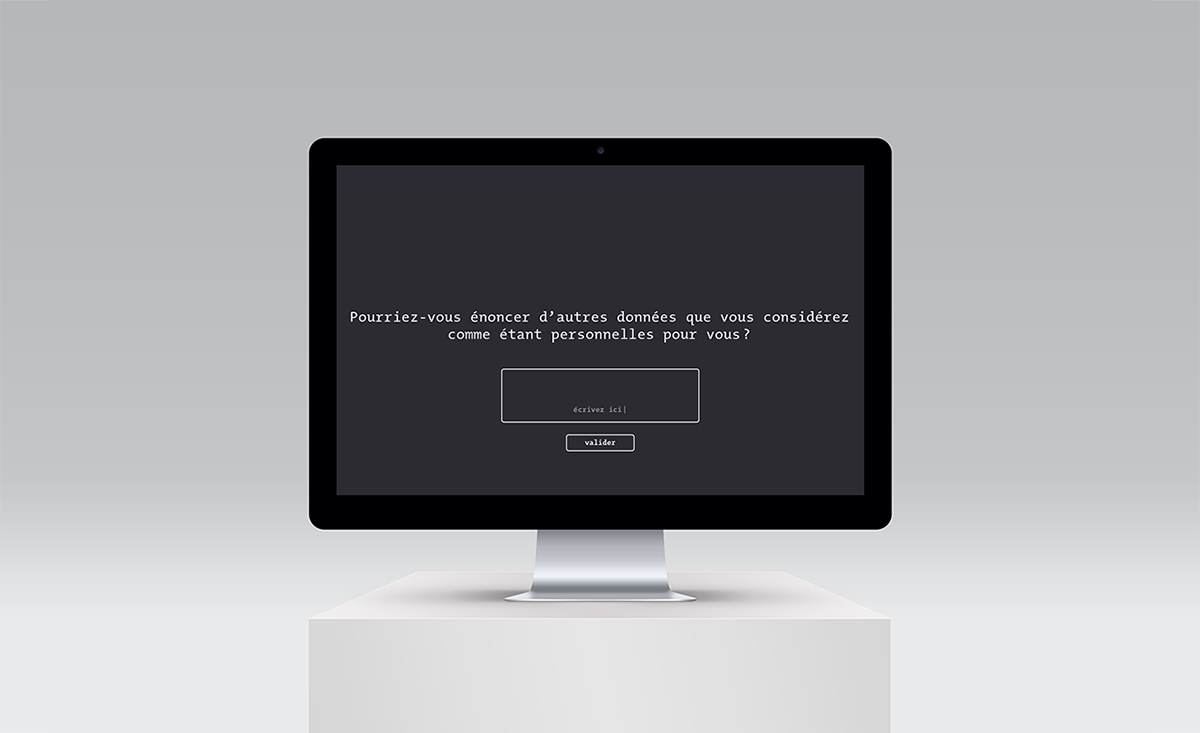 Pourriez-vous énoncer d’autres données que vous considérez
comme étant personnelles pour vous ?
écrivez ici|
valider